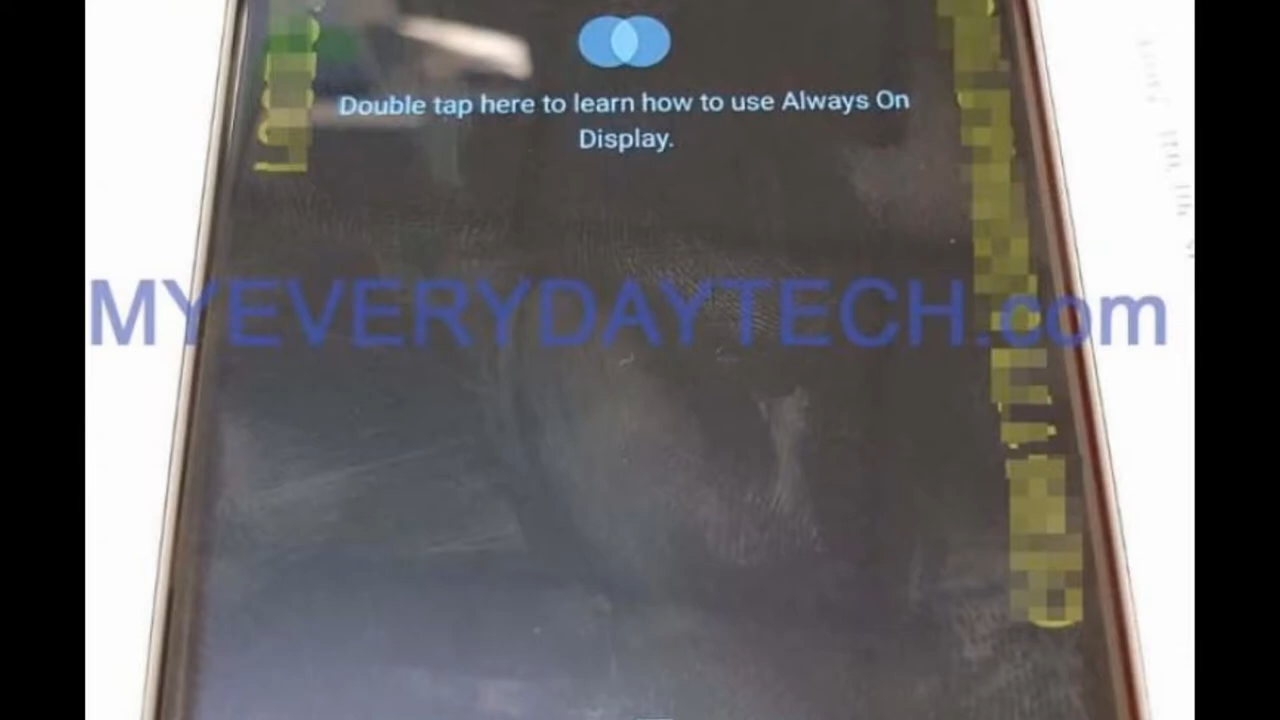 Double tap here to learn how to use Always On
Display.
MYEVERYDAYTECH.com